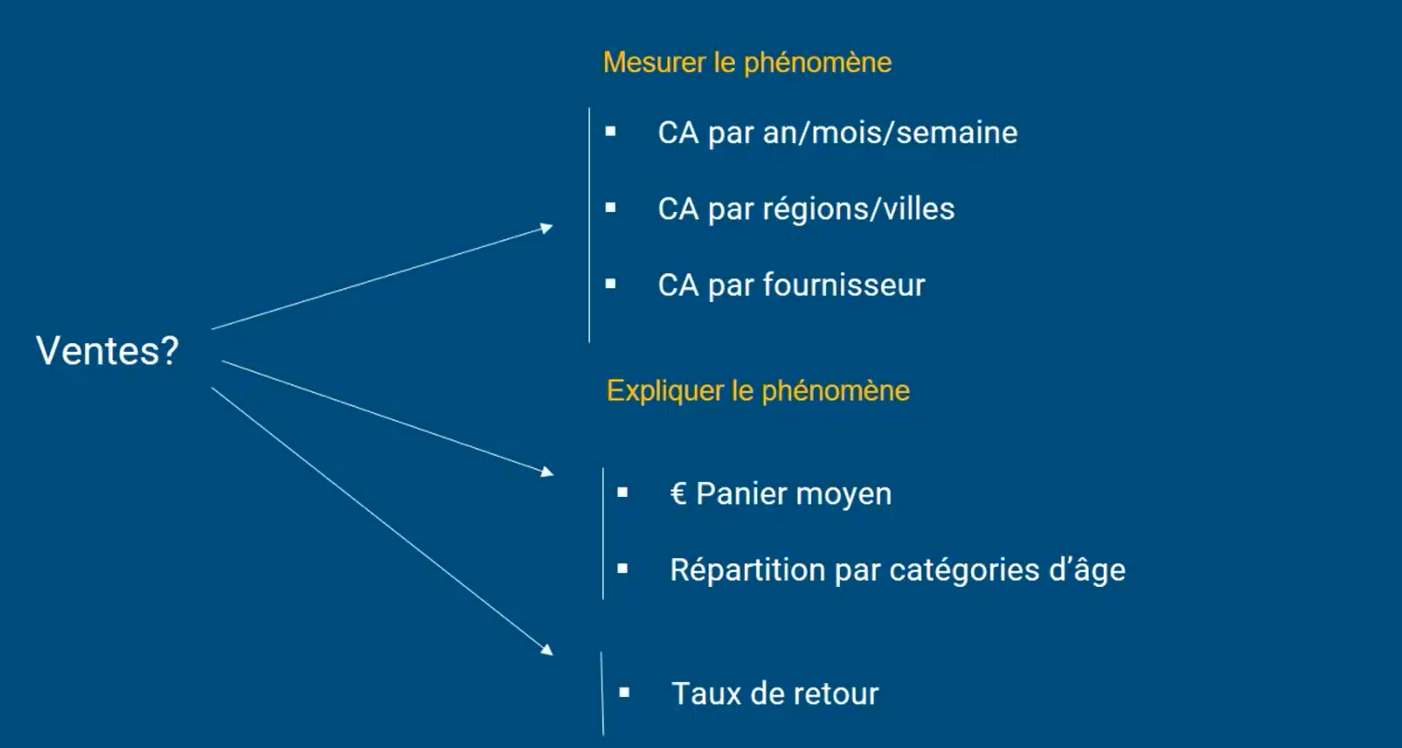 Mesurer le phénomène
▪ CA par an/mois/semaine
▪ CA par régions/villes
▪ CA par fournisseur
Ventes?
Expliquer le phénomène
▪ € Panier moyen
▪ Répartition par catégories d’âge
▪ Taux de retour